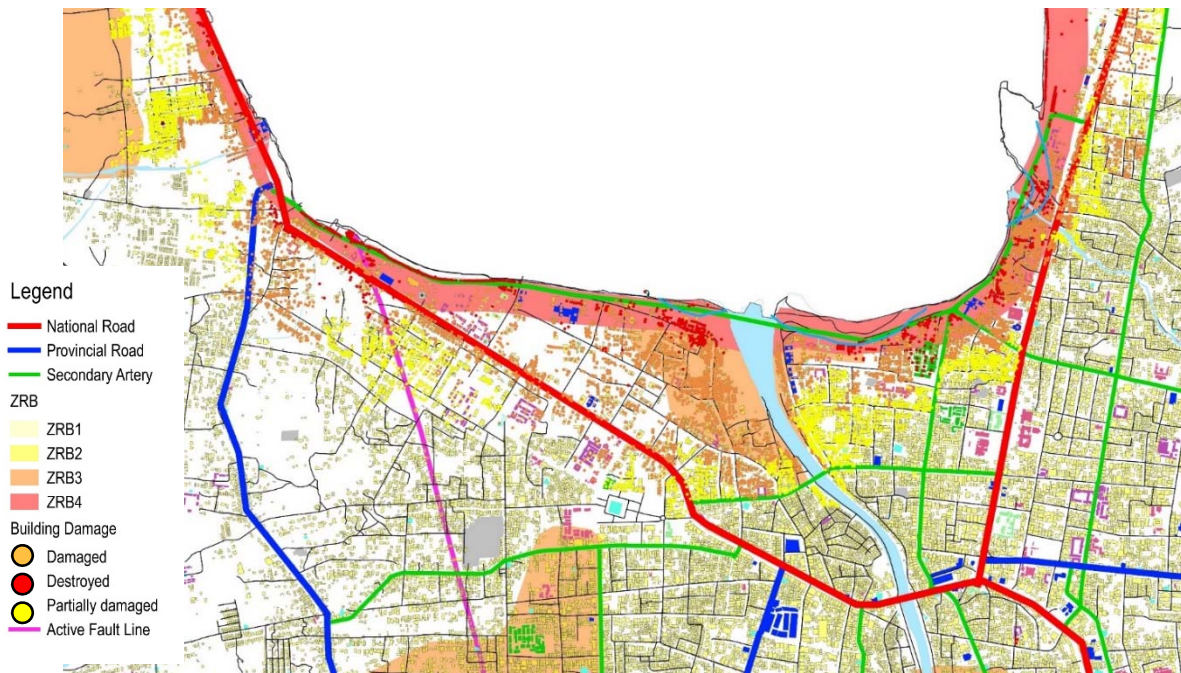 Legend
National Road
Provincial Road
Secondary Artery
ZRB
ZRB1
ZRB2
ZRB3
ZRB4
Building Damage
Damaged
Destroyed
Partially damaged
Active Fault Line